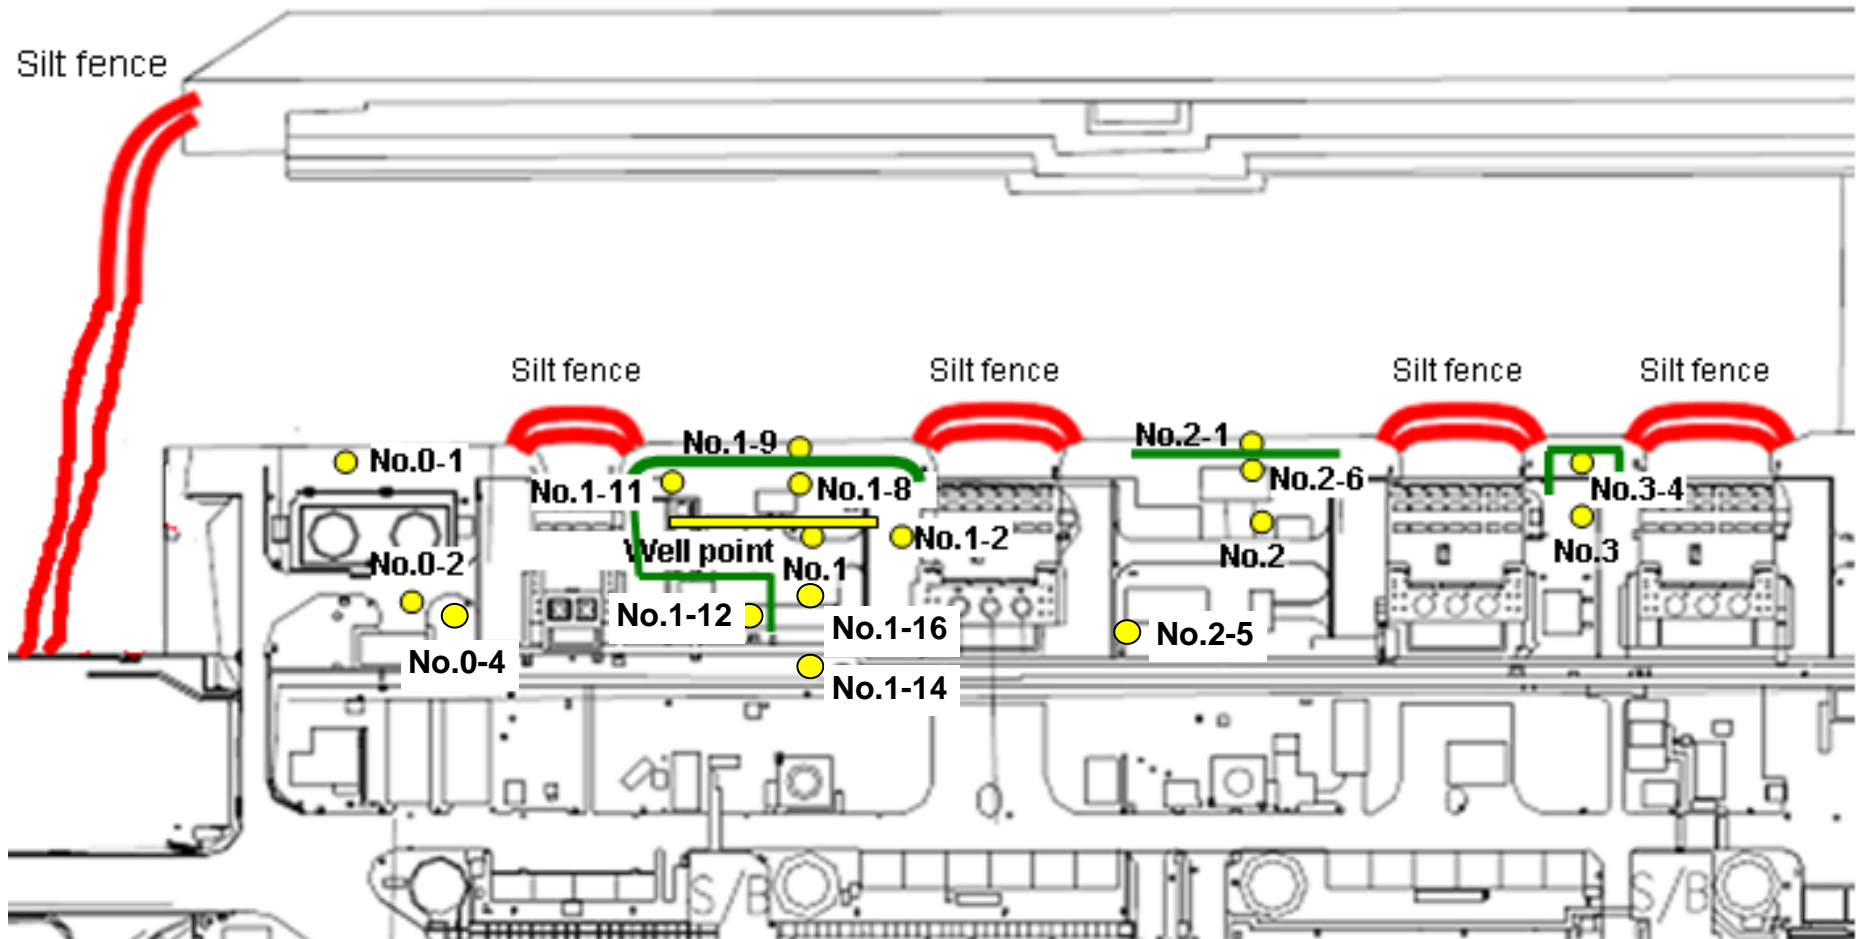 Silt fence
Silt fence
Silt fence
Silt fence
Silt fence
No.0-1
No.1-9
No.2-1
No.1-11
No.1-8
No.2-6
No.3-4
No.1-2
No.0-2
Well point
No.1
No.2
No.3
No.1-12
No.1-16
No.2-5
No.0-4
No.1-14
S/B
S/B